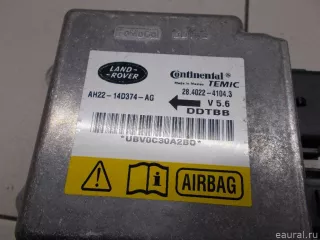 LAND-
ROVER
Continental
TEMIC
AH22-14D374-AG
28.4022-4104.3
V 5.6
DDTBB
*UBV0C30A2BD*
AIRBAG
eaural.ru